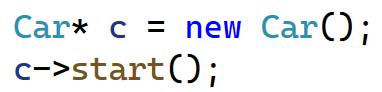 Car* c = new Car();
c->start();